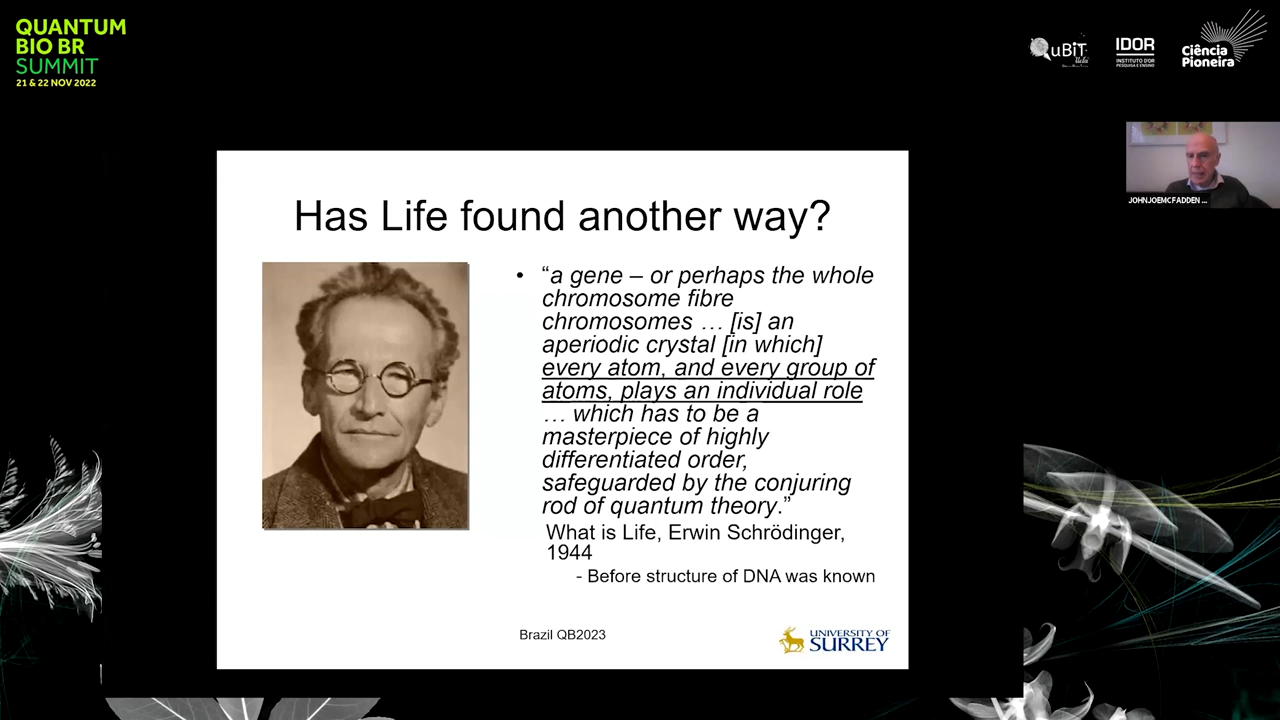 QUANTUM
BIO BR
SUMMIT
21 & 22 NOV 2022
QuBiT
IDOR
INSTITUTO D'OR
PESQUISA E ENSINO
Ciência
Pioneira
JOHNJOEMCFADDEN ...
Has Life found another way?
• “a gene – or perhaps the whole
chromosome fibre
chromosomes … [is] an
aperiodic crystal [in which]
every atom, and every group of
atoms, plays an individual role
… which has to be a
masterpiece of highly
differentiated order,
safeguarded by the conjuring
rod of quantum theory.”
What is Life, Erwin Schrödinger,
1944
- Before structure of DNA was known
Brazil QB2023
UNIVERSITY OF
SURREY